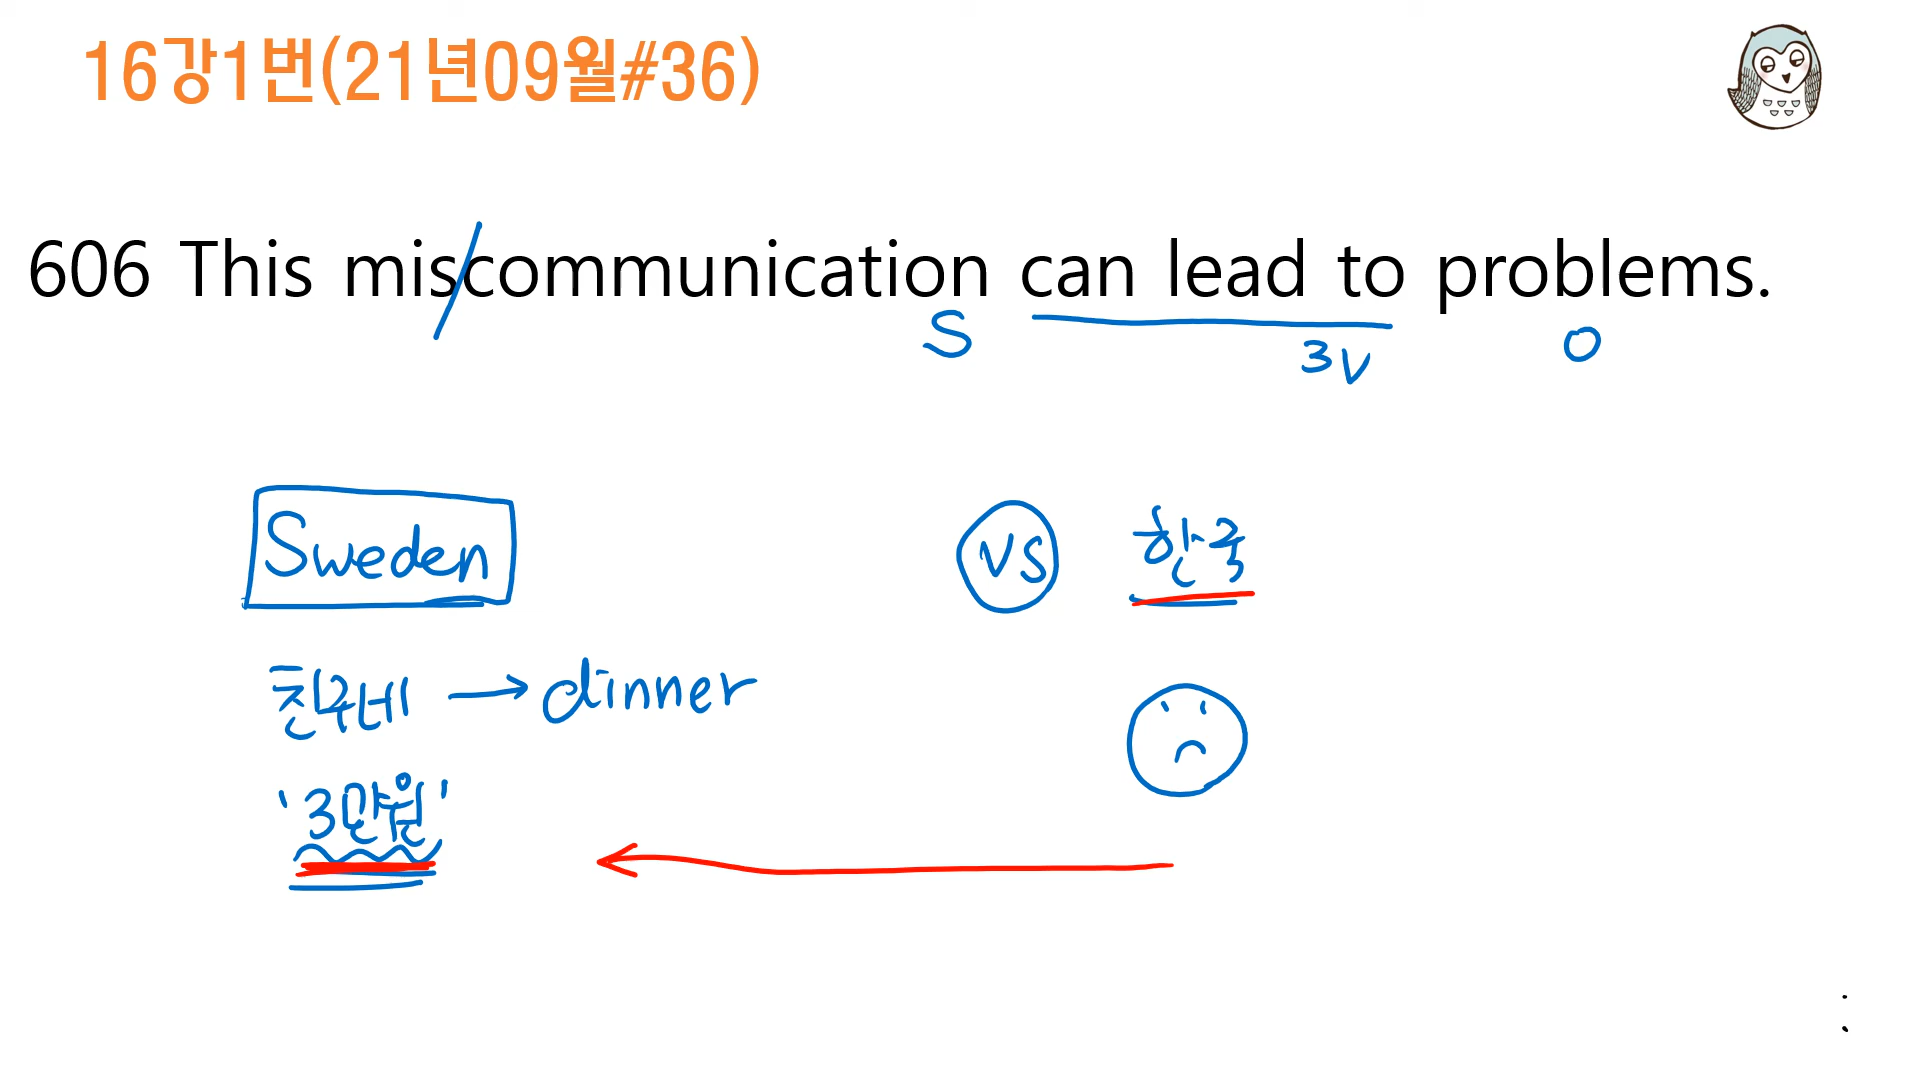 16강1번(21년09월#36)
606 This miscommunication can lead to problems.
S 3V O
Sweden VS 한국
친구네 → dinner
'3만원'